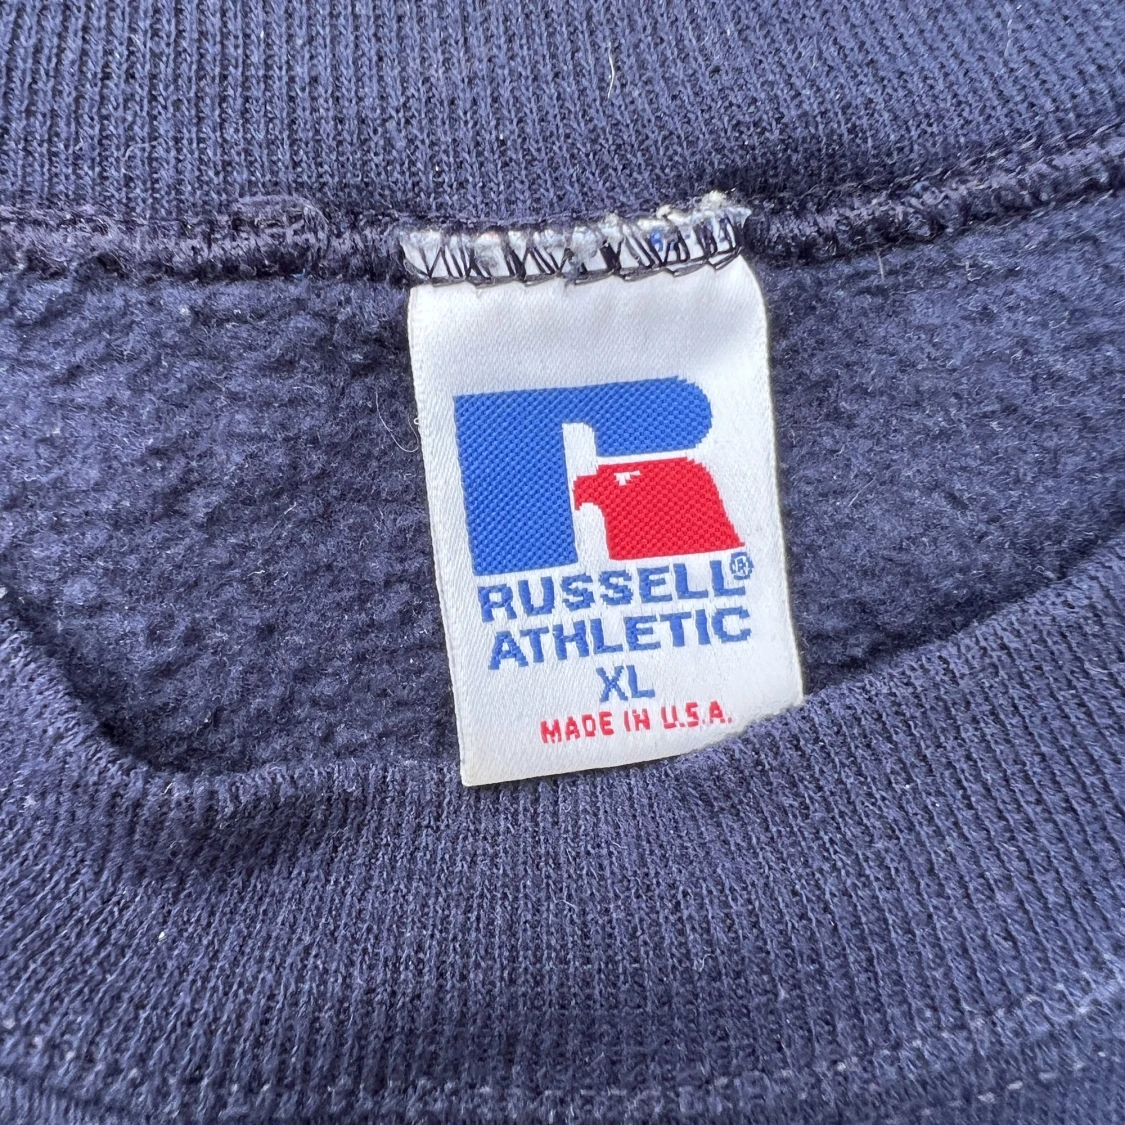 RUSSELL®
ATHLETIC
XL
MADE IN U.S.A.